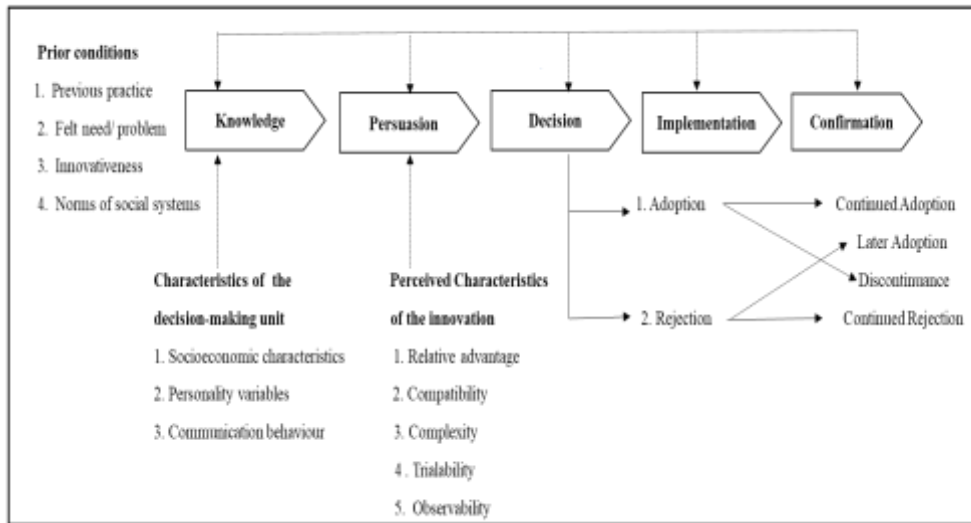 Prior conditions
1. Previous practice
2. Felt need/ problem
3. Innovativeness
4. Norms of social systems
Knowledge
Persuasion
Decision
Implementation
Confirmation
1. Adoption
2. Rejection
Continued Adoption
Later Adoption
Discontinuance
Continued Rejection
Characteristics of the
decision-making unit
1. Socioeconomic characteristics
2. Personality variables
3. Communication behaviour
Perceived Characteristics
of the innovation
1. Relative advantage
2. Compatibility
3. Complexity
4 . Trialability
5. Observability